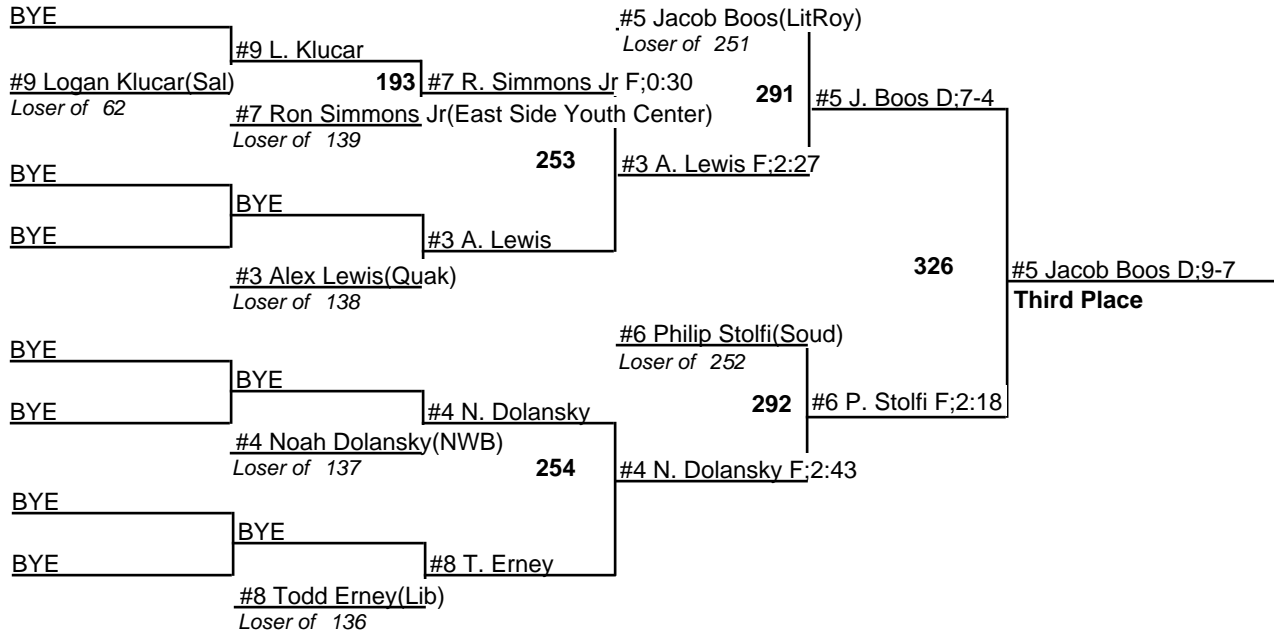 BYE
#5 Jacob Boos(LitRoy)
#9 L. Klucar
Loser of 251
#9 Logan Klucar(Sal)
193
#7 R. Simmons Jr F;0:30
291
#5 J. Boos D;7-4
Loser of 62
#7 Ron Simmons Jr(East Side Youth Center)
Loser of 139
253
#3 A. Lewis F;2:27
BYE
BYE
BYE
#3 A. Lewis
326
#5 Jacob Boos D;9-7
#3 Alex Lewis(Quak)
Loser of 138
Third Place
#6 Philip Stolfi(Soud)
BYE
Loser of 252
BYE
BYE
#4 N. Dolansky
292
#6 P. Stolfi F;2:18
#4 Noah Dolansky(NWB)
Loser of 137
254
#4 N. Dolansky F;2:43
BYE
BYE
BYE
#8 T. Erney
#8 Todd Erney(Lib)
Loser of 136